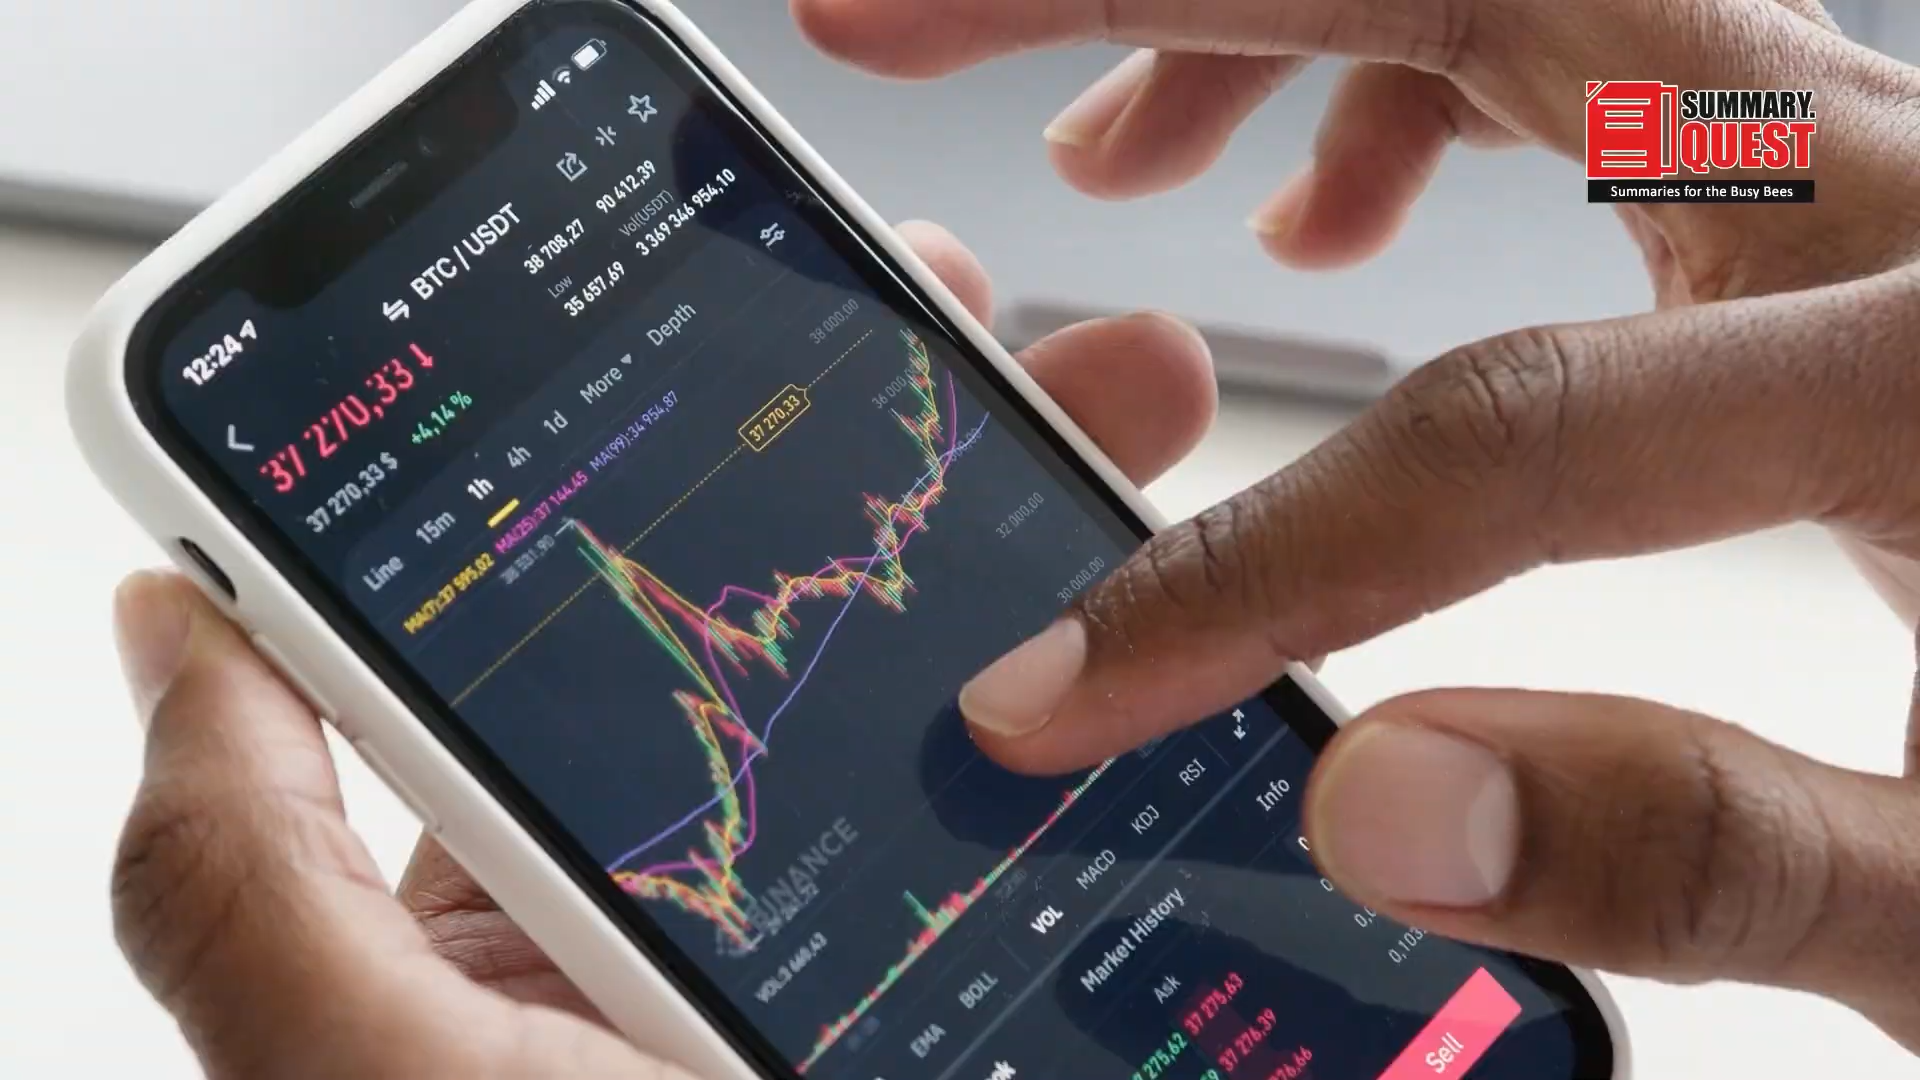 SUMMARY.
QUEST
Summaries for the Busy Bees
12:24
BTC / USDT
37 270,33
37 270,33 $ +4,14 %
38 708,27 90 412,39
Low Vol(USDT)
35 657,69 3 369 346 954,10
Line 15m 1h 4h 1d More Depth
MA(7):37 595,82 MA(25):37 144,45 MA(99):34 954,87
38 000,00
37 270,33
36 000,00
32 000,00
30 000,00
BINANCE
EMA BOLL VOL MACD KDJ RSI
Market History Info
Ask
37 275,63
37 276,39
Sell